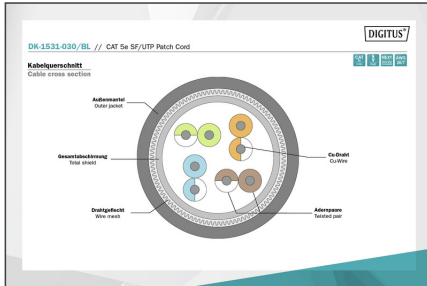 DIGITUS®
DK-1531-030/BL // CAT 5e SF/UTP Patch Cord
Kabelquerschnitt
Cable cross section
Außenmantel
Outer jacket
Gesamtabschirmung
Total shield
Cu-Draht
Cu-Wire
Drahtgeflecht
Wire mesh
Adernpaare
Twisted pair